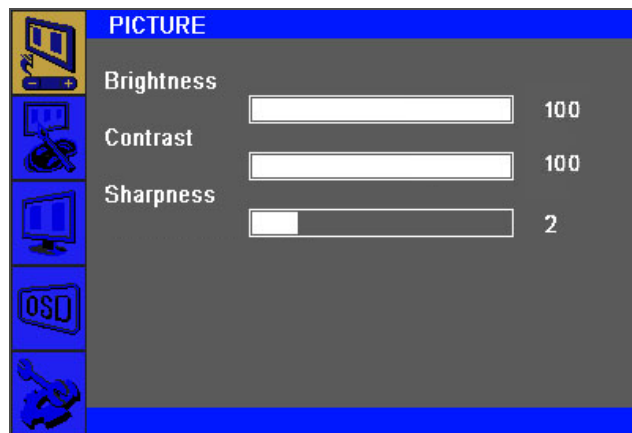 PICTURE
Brightness
100
Contrast
100
Sharpness
2
OSD